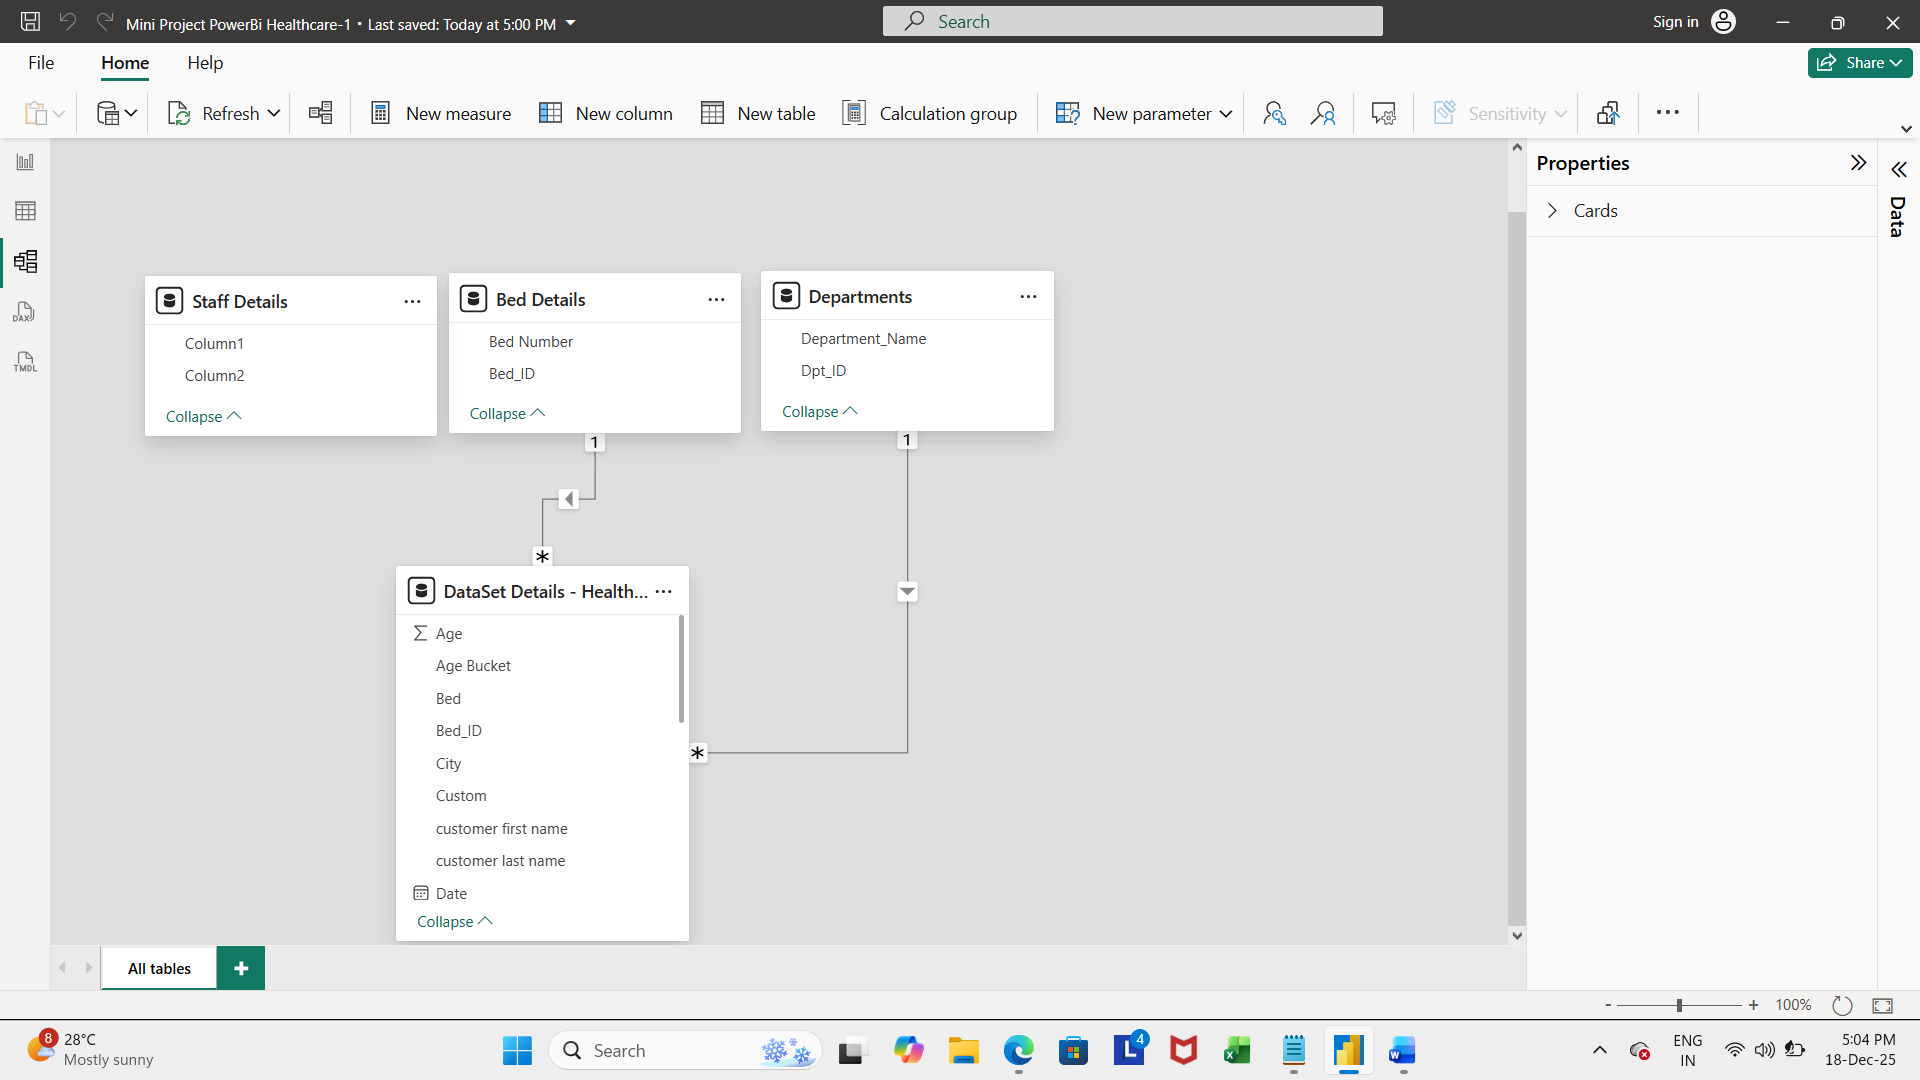 Mini Project PowerBi Healthcare-1 • Last saved: Today at 5:00 PM
Search
Sign in
File
Home
Help
Share
Refresh
New measure
New column
New table
Calculation group
New parameter
Sensitivity
DAX
TMDL
Properties
Cards
Data
Staff Details
Column1
Column2
Collapse
Bed Details
Bed Number
Bed_ID
Collapse
Departments
Department_Name
Dpt_ID
Collapse
1
1
*
*
DataSet Details - Health...
Age
Age Bucket
Bed
Bed_ID
City
Custom
customer first name
customer last name
Date
Collapse
All tables
+
- + 100%
8
28°C
Mostly sunny
Search
L
4
X
W
ENG
IN
5:04 PM
18-Dec-25